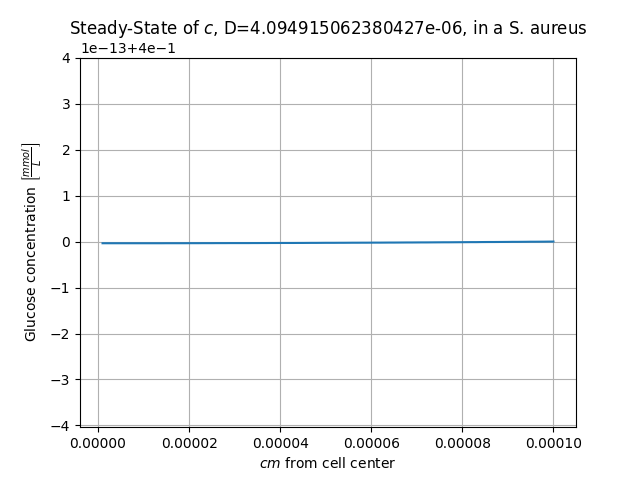 Steady-State of c, D=4.094915062380427e-06, in a S. aureus
1e−13+4e−1
4
3
2
1
0
−1
−2
−3
−4
Glucose concentration [mmol/L]
0.00000 0.00002 0.00004 0.00006 0.00008 0.00010
cm from cell center